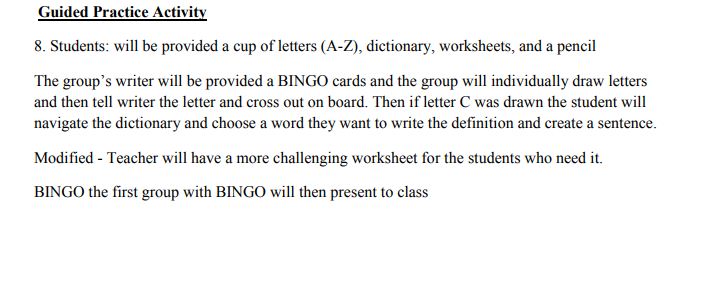 Guided Practice Activity
8. Students: will be provided a cup of letters (A-Z), dictionary, worksheets, and a pencil
The group’s writer will be provided a BINGO cards and the group will individually draw letters
and then tell writer the letter and cross out on board. Then if letter C was drawn the student will
navigate the dictionary and choose a word they want to write the definition and create a sentence.
Modified - Teacher will have a more challenging worksheet for the students who need it.
BINGO the first group with BINGO will then present to class